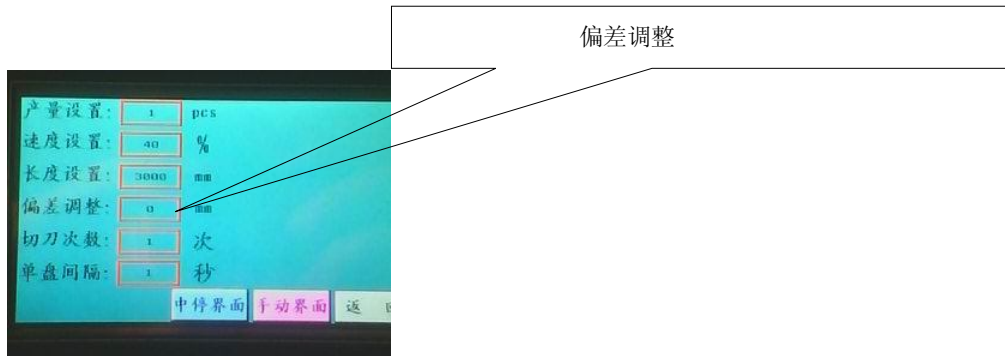 偏差调整
产量设置: 1 pcs
速度设置: 40 %
长度设置: 3000 mm
偏差调整: 0 mm
切刀次数: 1 次
单盘间隔: 1 秒
中停界面 手动界面 返